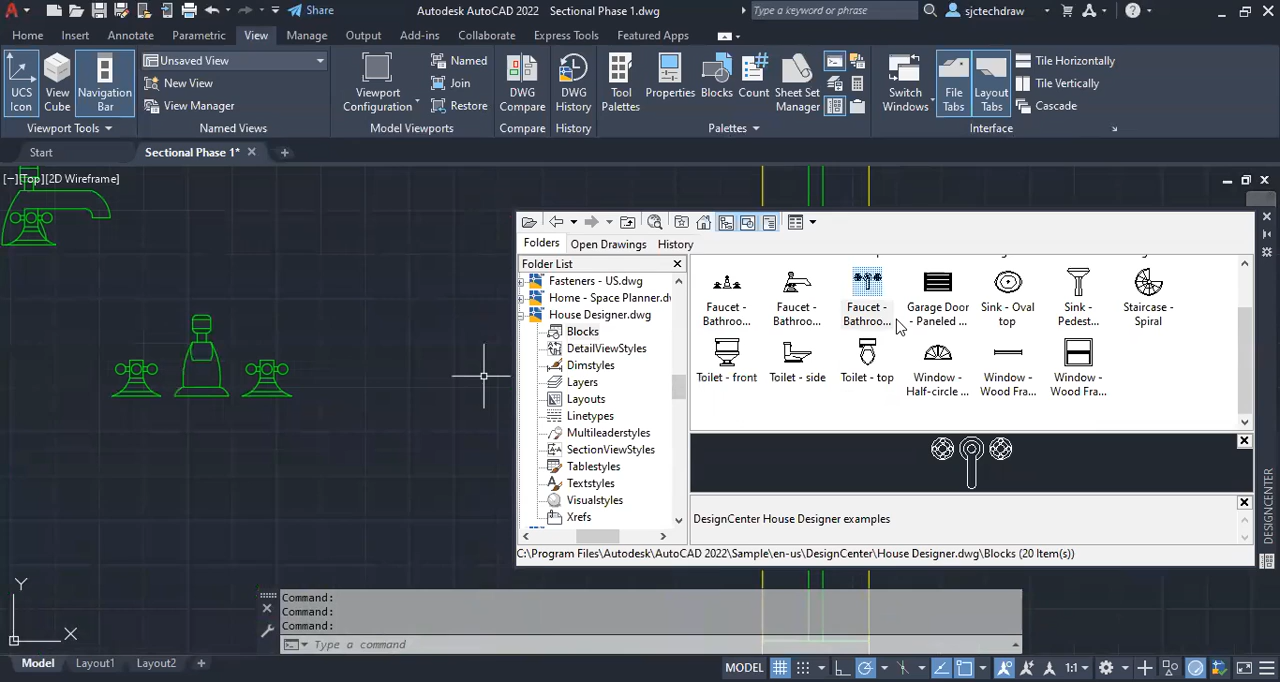 Share
Autodesk AutoCAD 2022 Sectional Phase 1.dwg
Type a keyword or phrase
sjctechdraw
Home Insert Annotate Parametric View Manage Output Add-ins Collaborate Express Tools Featured Apps
UCS Icon
View Cube
Navigation Bar
Unsaved View
New View
View Manager
Viewport Configuration
Named
Join
Restore
DWG Compare
DWG History
Tool Palettes
Properties
Blocks
Count
Sheet Set Manager
Switch Windows
File Tabs
Layout Tabs
Tile Horizontally
Tile Vertically
Cascade
Viewport Tools Named Views Model Viewports Compare History Palettes Interface
Start
Sectional Phase 1*
[−][Top][2D Wireframe]
Folders Open Drawings History
Folder List
Fasteners - US.dwg
Home - Space Planner.d
House Designer.dwg
Blocks
DetailViewStyles
Dimstyles
Layers
Layouts
Linetypes
Multileaderstyles
SectionViewStyles
Tablestyles
Textstyles
Visualstyles
Xrefs
Faucet - Bathroo...
Faucet - Bathroo...
Faucet - Bathroo...
Garage Door - Paneled ...
Sink - Oval top
Sink - Pedest...
Staircase - Spiral
Toilet - front
Toilet - side
Toilet - top
Window - Half-circle ...
Window - Wood Fra...
Window - Wood Fra...
DesignCenter House Designer examples
C:\Program Files\Autodesk\AutoCAD 2022\Sample\en-us\DesignCenter\House Designer.dwg\Blocks (20 Item(s))
DESIGNCENTER
Y
X
Command:
Command:
Command:
Type a command
Model Layout1 Layout2
MODEL
1:1